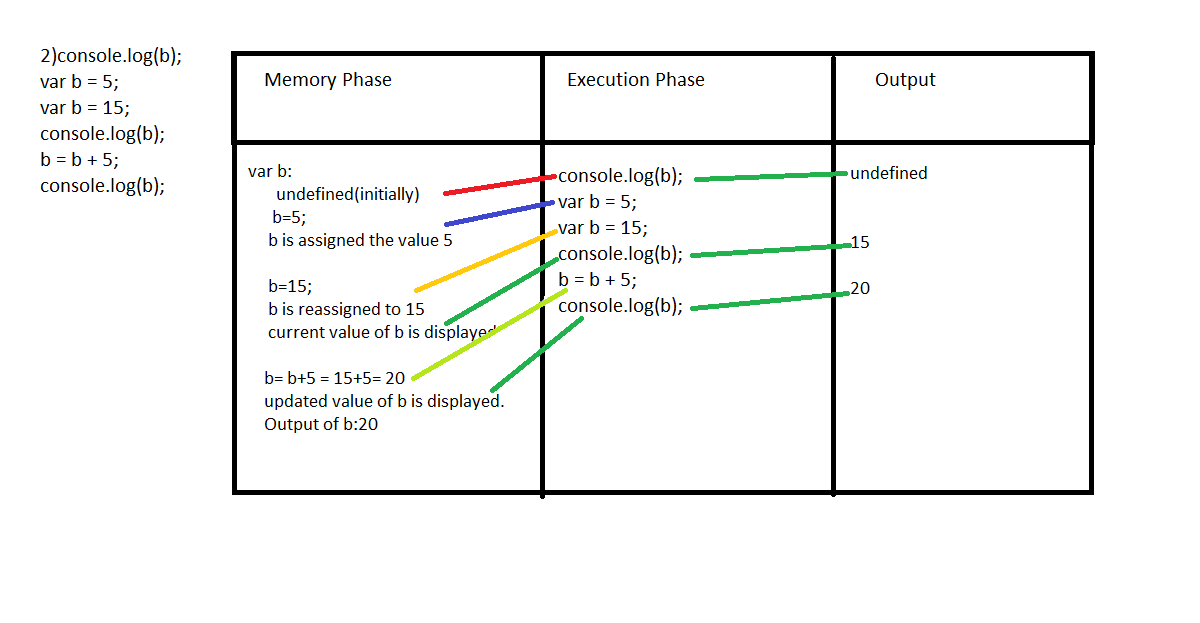 2)console.log(b);
var b = 5;
var b = 15;
console.log(b);
b = b + 5;
console.log(b);
Memory Phase
Execution Phase
Output
var b:
undefined(initially)
b=5;
b is assigned the value 5
b=15;
b is reassigned to 15
current value of b is displayed
b= b+5 = 15+5= 20
updated value of b is displayed.
Output of b:20
console.log(b);
var b = 5;
var b = 15;
console.log(b);
b = b + 5;
console.log(b);
undefined
15
20